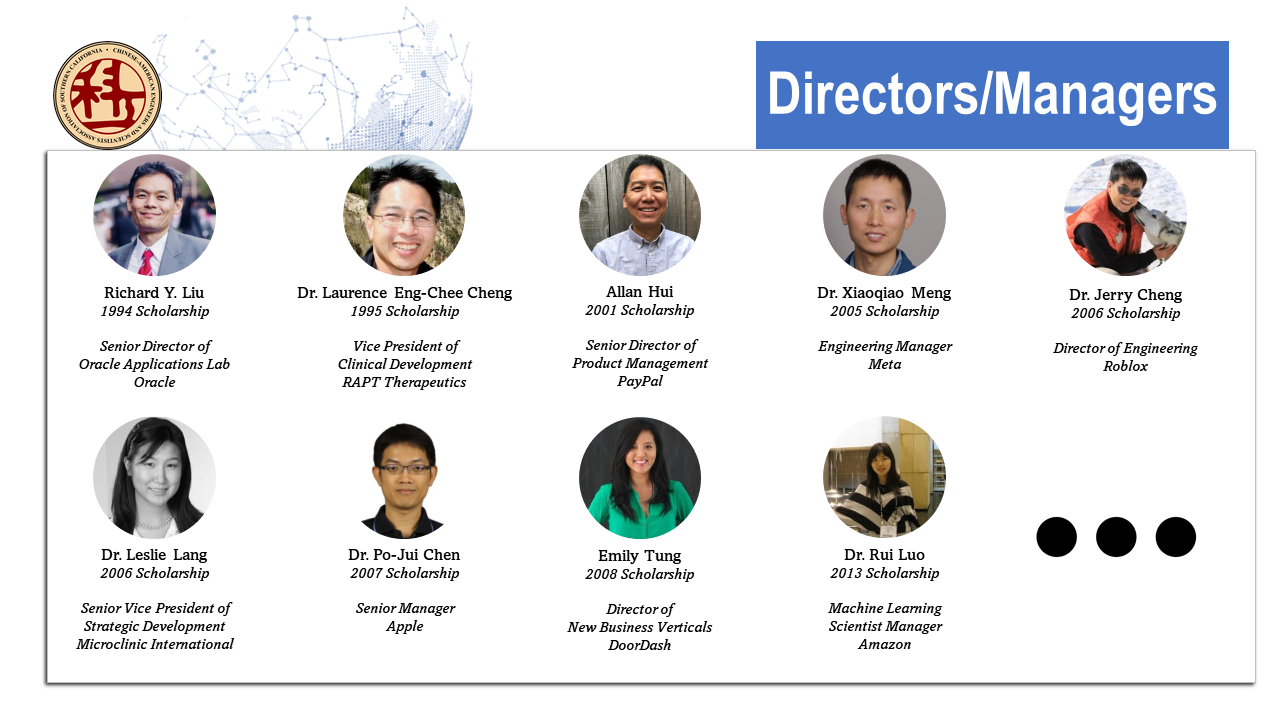 CHINESE-AMERICAN ENGINEERS AND SCIENTISTS ASSOCIATION OF SOUTHERN CALIFORNIA •
科
Directors/Managers
Richard Y. Liu
1994 Scholarship
Senior Director of
Oracle Applications Lab
Oracle
Dr. Laurence Eng-Chee Cheng
1995 Scholarship
Vice President of
Clinical Development
RAPT Therapeutics
Allan Hui
2001 Scholarship
Senior Director of
Product Management
PayPal
Dr. Xiaoqiao Meng
2005 Scholarship
Engineering Manager
Meta
Dr. Jerry Cheng
2006 Scholarship
Director of Engineering
Roblox
Dr. Leslie Lang
2006 Scholarship
Senior Vice President of
Strategic Development
Microclinic International
Dr. Po-Jui Chen
2007 Scholarship
Senior Manager
Apple
Emily Tung
2008 Scholarship
Director of
New Business Verticals
DoorDash
Dr. Rui Luo
2013 Scholarship
Machine Learning
Scientist Manager
Amazon